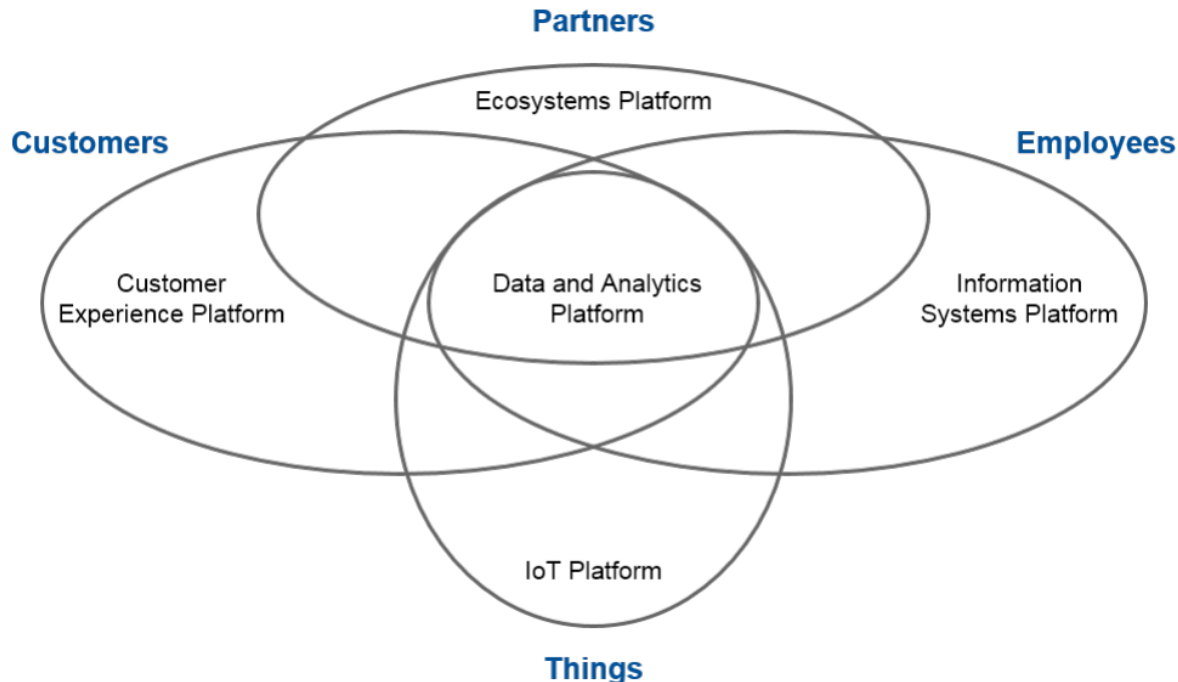 Partners
Ecosystems Platform
Customers
Employees
Customer
Experience Platform
Data and Analytics
Platform
Information
Systems Platform
IoT Platform
Things